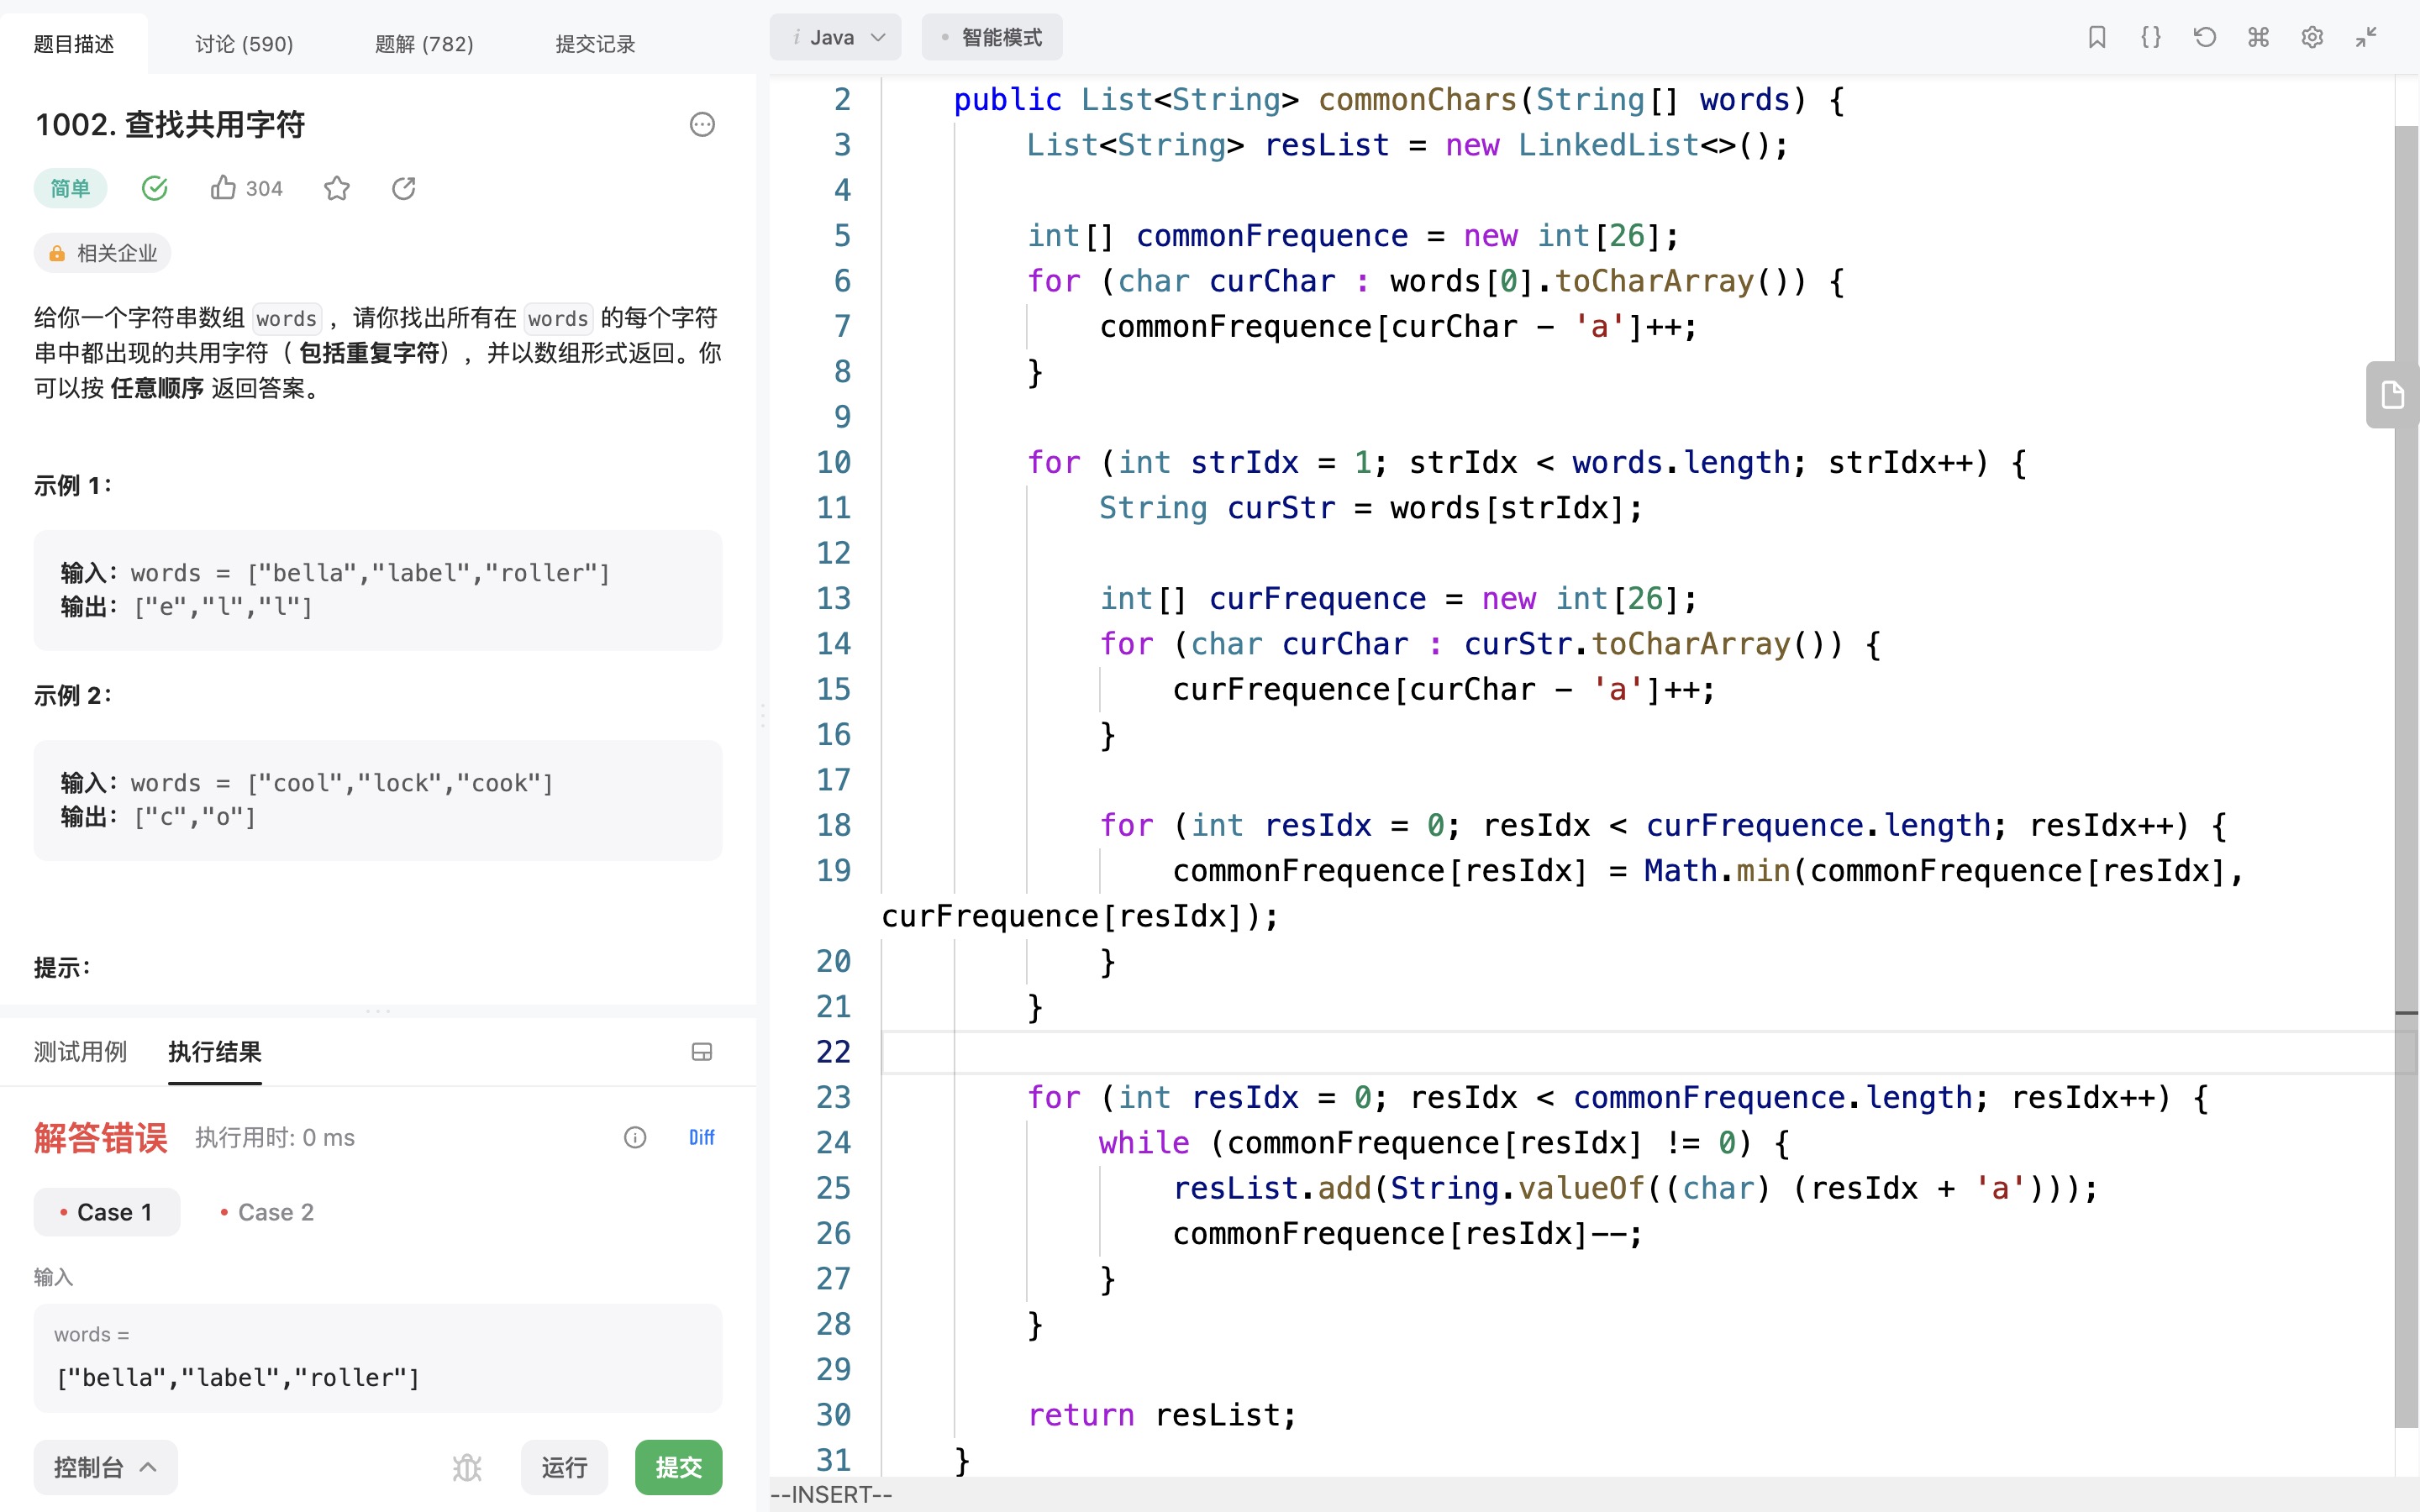 题目描述
讨论 (590)
题解 (782)
提交记录
1002. 查找共用字符
简单
304
相关企业
给你一个字符串数组 words ，请你找出所有在 words 的每个字符
串中都出现的共用字符（ 包括重复字符），并以数组形式返回。你
可以按 任意顺序 返回答案。
示例 1：
输入：words = ["bella","label","roller"]
输出：["e","l","l"]
示例 2：
输入：words = ["cool","lock","cook"]
输出：["c","o"]
提示：
测试用例
执行结果
解答错误
执行用时: 0 ms
Diff
Case 1
Case 2
输入
words =
["bella","label","roller"]
控制台
运行
提交
i Java
智能模式
2 public List<String> commonChars(String[] words) {
3 List<String> resList = new LinkedList<>();
4
5 int[] commonFrequence = new int[26];
6 for (char curChar : words[0].toCharArray()) {
7 commonFrequence[curChar - 'a']++;
8 }
9
10 for (int strIdx = 1; strIdx < words.length; strIdx++) {
11 String curStr = words[strIdx];
12
13 int[] curFrequence = new int[26];
14 for (char curChar : curStr.toCharArray()) {
15 curFrequence[curChar - 'a']++;
16 }
17
18 for (int resIdx = 0; resIdx < curFrequence.length; resIdx++) {
19 commonFrequence[resIdx] = Math.min(commonFrequence[resIdx],
curFrequence[resIdx]);
20 }
21 }
22
23 for (int resIdx = 0; resIdx < commonFrequence.length; resIdx++) {
24 while (commonFrequence[resIdx] != 0) {
25 resList.add(String.valueOf((char) (resIdx + 'a')));
26 commonFrequence[resIdx]--;
27 }
28 }
29
30 return resList;
31 }
--INSERT--